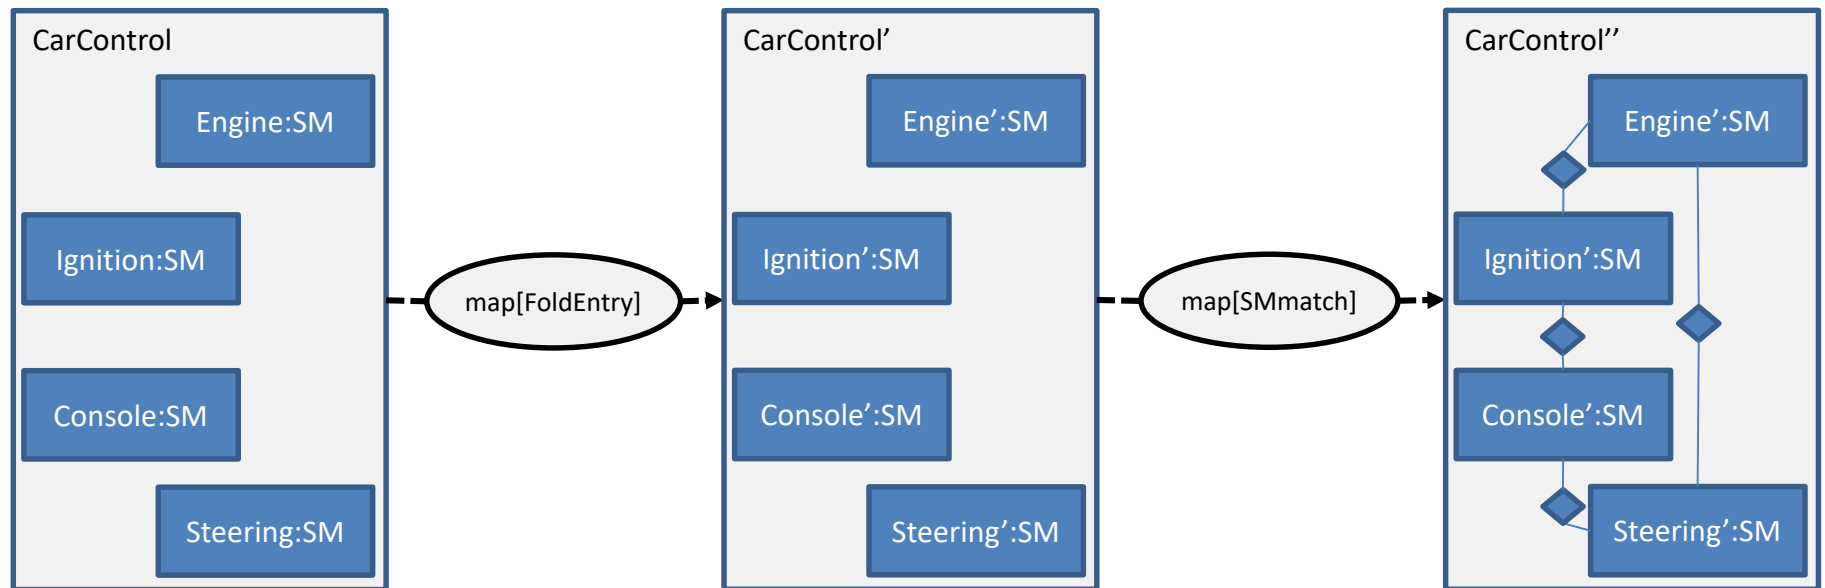 CarControl
Engine:SM
Ignition:SM
Console:SM
Steering:SM
map[FoldEntry]
CarControl’
Engine’:SM
Ignition’:SM
Console’:SM
Steering’:SM
map[SMmatch]
CarControl’’
Engine’:SM
Ignition’:SM
Console’:SM
Steering’:SM